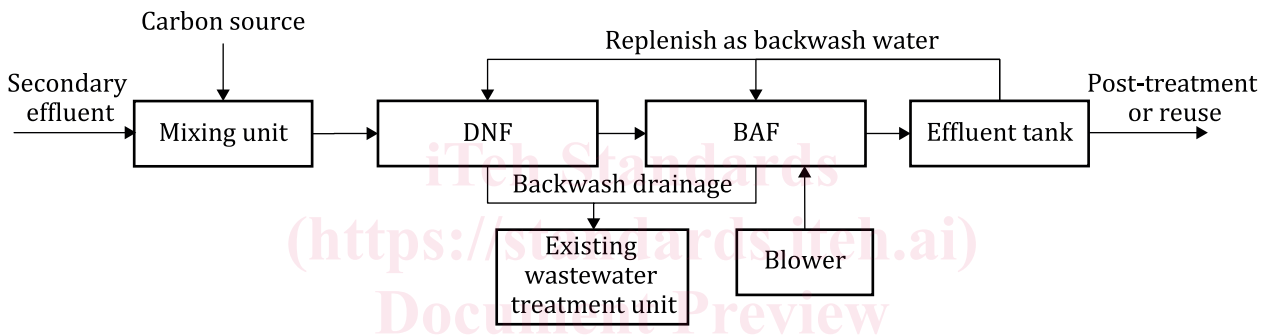 Carbon source
Replenish as backwash water
Secondary
effluent
Post-treatment
or reuse
Mixing unit
DNF
BAF
Effluent tank
iTeh Standards
Backwash drainage
(https://standards.iteh.ai)
Existing
wastewater
treatment unit
Blower
Document Preview